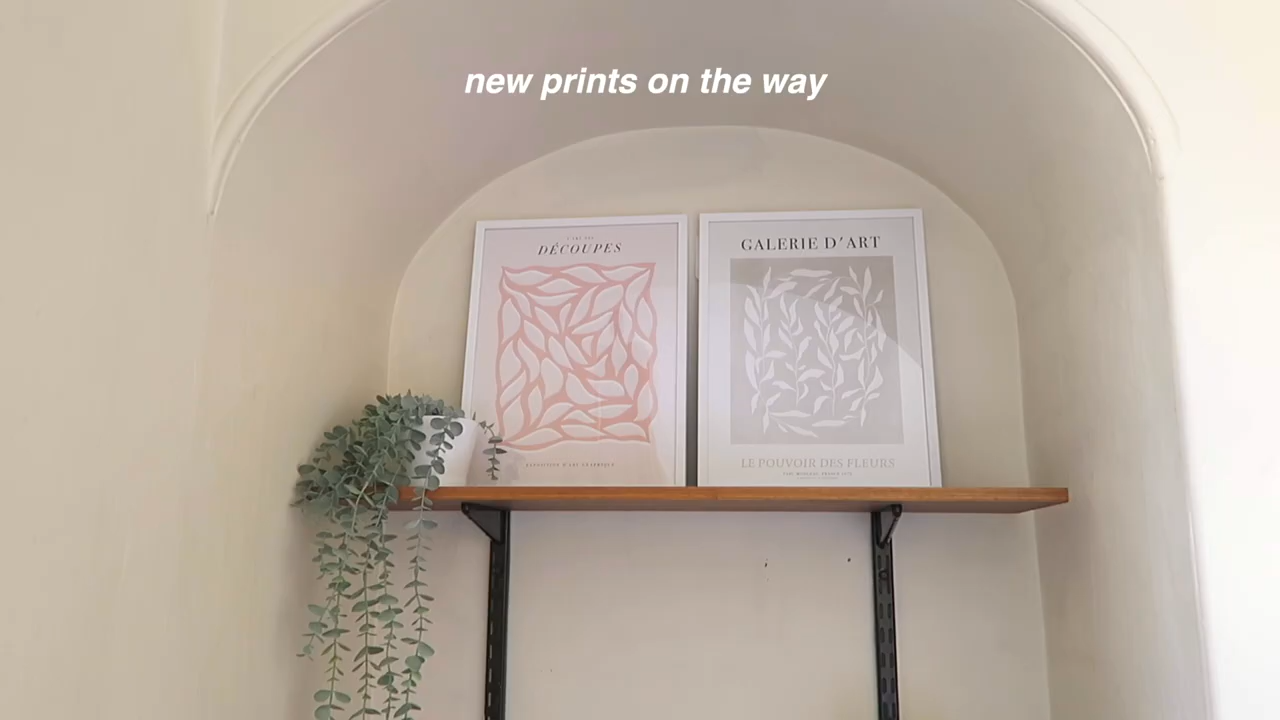 new prints on the way
DÉCOUPES
GALERIE D'ART
LE POUVOIR DES FLEURS